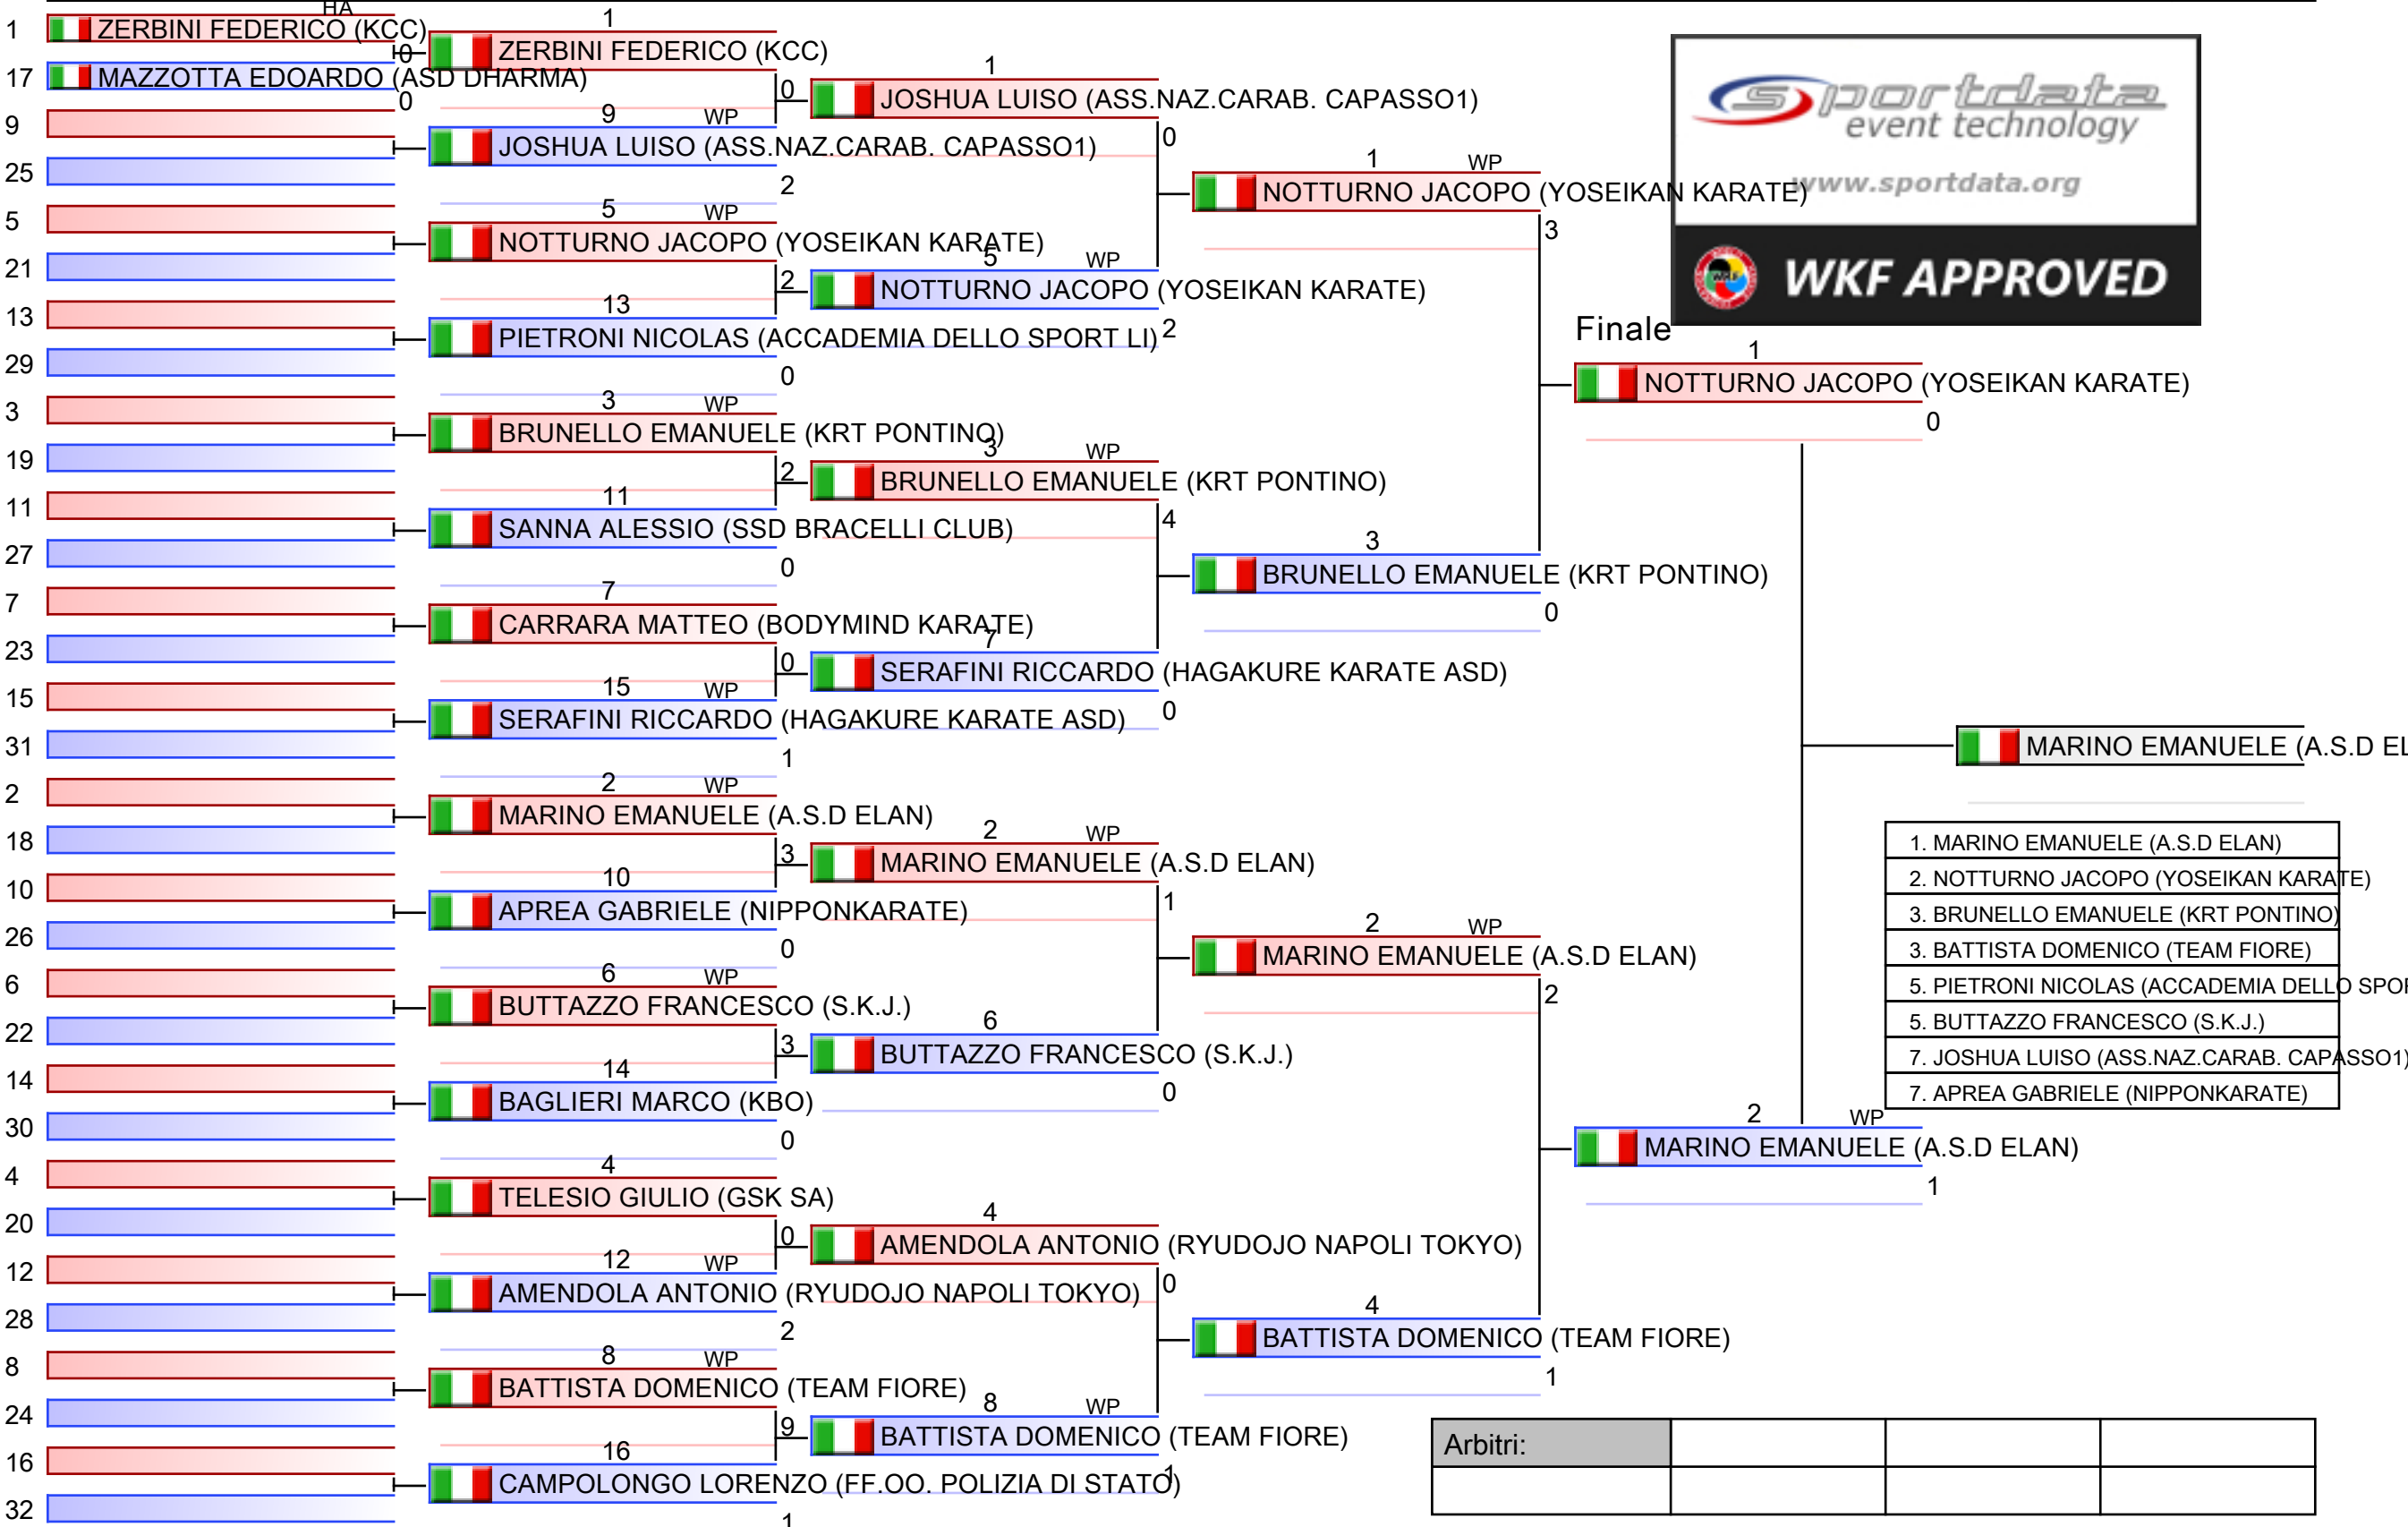 HA
1 ZERBINI FEDERICO (KCC)
0
17 MAZZOTTA EDOARDO (ASD DHARMA)
0
9
25
5
21
13
29
3
19
11
27
7
23
15
31
2
18
10
26
6
22
14
30
4
20
12
28
8
24
16
32
1
ZERBINI FEDERICO (KCC)
0
9 WP
JOSHUA LUISO (ASS.NAZ.CARAB. CAPASSO1)
2
5 WP
NOTTURNO JACOPO (YOSEIKAN KARATE)
2
13
PIETRONI NICOLAS (ACCADEMIA DELLO SPORT LI)
0
3 WP
BRUNELLO EMANUELE (KRT PONTINO)
2
11
SANNA ALESSIO (SSD BRACELLI CLUB)
0
7
CARRARA MATTEO (BODYMIND KARATE)
0
15 WP
SERAFINI RICCARDO (HAGAKURE KARATE ASD)
1
2 WP
MARINO EMANUELE (A.S.D ELAN)
3
10
APREA GABRIELE (NIPPONKARATE)
0
6 WP
BUTTAZZO FRANCESCO (S.K.J.)
3
14
BAGLIERI MARCO (KBO)
0
4
TELESIO GIULIO (GSK SA)
0
12 WP
AMENDOLA ANTONIO (RYUDOJO NAPOLI TOKYO)
2
8 WP
BATTISTA DOMENICO (TEAM FIORE)
9
16
CAMPOLONGO LORENZO (FF.OO. POLIZIA DI STATO)
1
1
JOSHUA LUISO (ASS.NAZ.CARAB. CAPASSO1)
0
5 WP
NOTTURNO JACOPO (YOSEIKAN KARATE)
2
3 WP
BRUNELLO EMANUELE (KRT PONTINO)
4
7
SERAFINI RICCARDO (HAGAKURE KARATE ASD)
0
2 WP
MARINO EMANUELE (A.S.D ELAN)
1
6
BUTTAZZO FRANCESCO (S.K.J.)
0
4
AMENDOLA ANTONIO (RYUDOJO NAPOLI TOKYO)
0
8 WP
BATTISTA DOMENICO (TEAM FIORE)
1
1 WP
NOTTURNO JACOPO (YOSEIKAN KARATE)
3
3
BRUNELLO EMANUELE (KRT PONTINO)
0
2 WP
MARINO EMANUELE (A.S.D ELAN)
2
4
BATTISTA DOMENICO (TEAM FIORE)
1
sportdata
event technology
www.sportdata.org
WKF
WKF APPROVED
Finale
1
NOTTURNO JACOPO (YOSEIKAN KARATE)
0
2 WP
MARINO EMANUELE (A.S.D ELAN)
1
MARINO EMANUELE (A.S.D EL
1. MARINO EMANUELE (A.S.D ELAN)
2. NOTTURNO JACOPO (YOSEIKAN KARATE)
3. BRUNELLO EMANUELE (KRT PONTINO)
3. BATTISTA DOMENICO (TEAM FIORE)
5. PIETRONI NICOLAS (ACCADEMIA DELLO SPOR
5. BUTTAZZO FRANCESCO (S.K.J.)
7. JOSHUA LUISO (ASS.NAZ.CARAB. CAPASSO1)
7. APREA GABRIELE (NIPPONKARATE)
Arbitri: